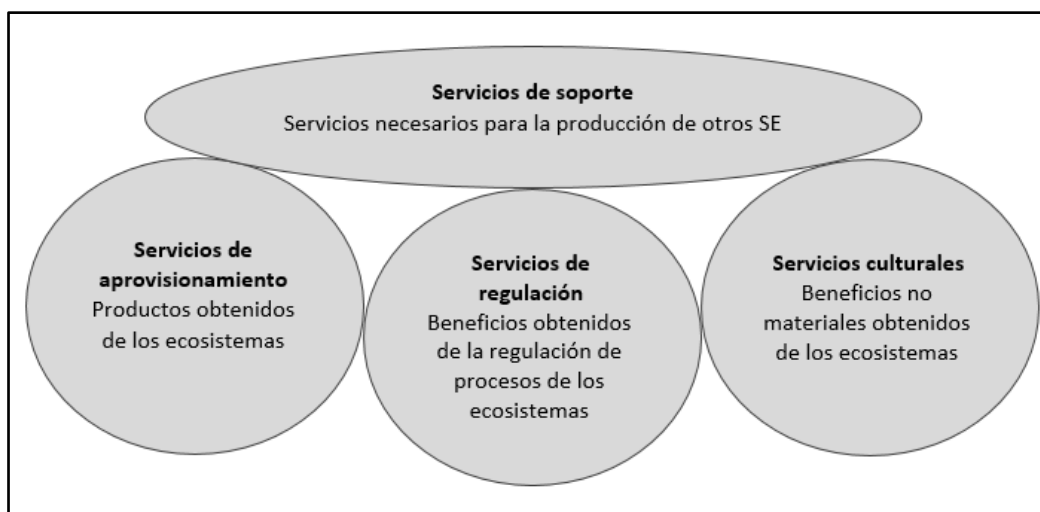 Servicios de soporte
Servicios necesarios para la producción de otros SE
Servicios de
aprovisionamiento
Productos obtenidos
de los ecosistemas
Servicios de
regulación
Beneficios obtenidos
de la regulación de
procesos de los
ecosistemas
Servicios culturales
Beneficios no
materiales obtenidos
de los ecosistemas